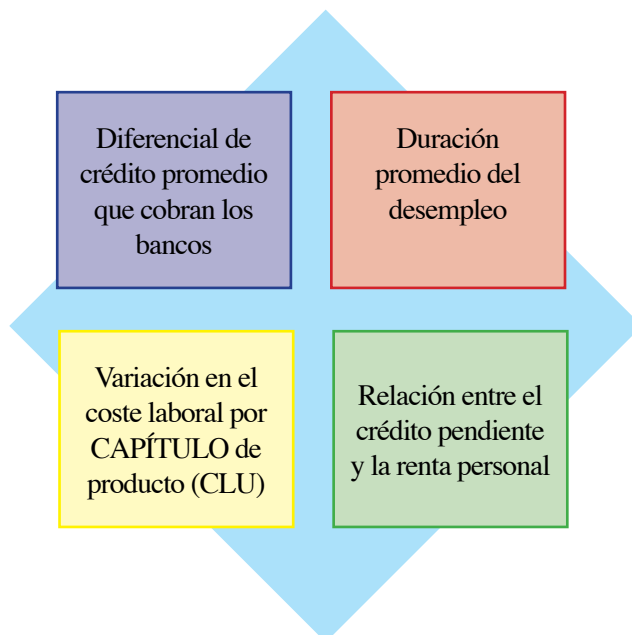 Diferencial de
crédito promedio
que cobran los
bancos
Duración
promedio del
desempleo
Variación en el
coste laboral por
CAPÍTULO de
producto (CLU)
Relación entre el
crédito pendiente
y la renta personal